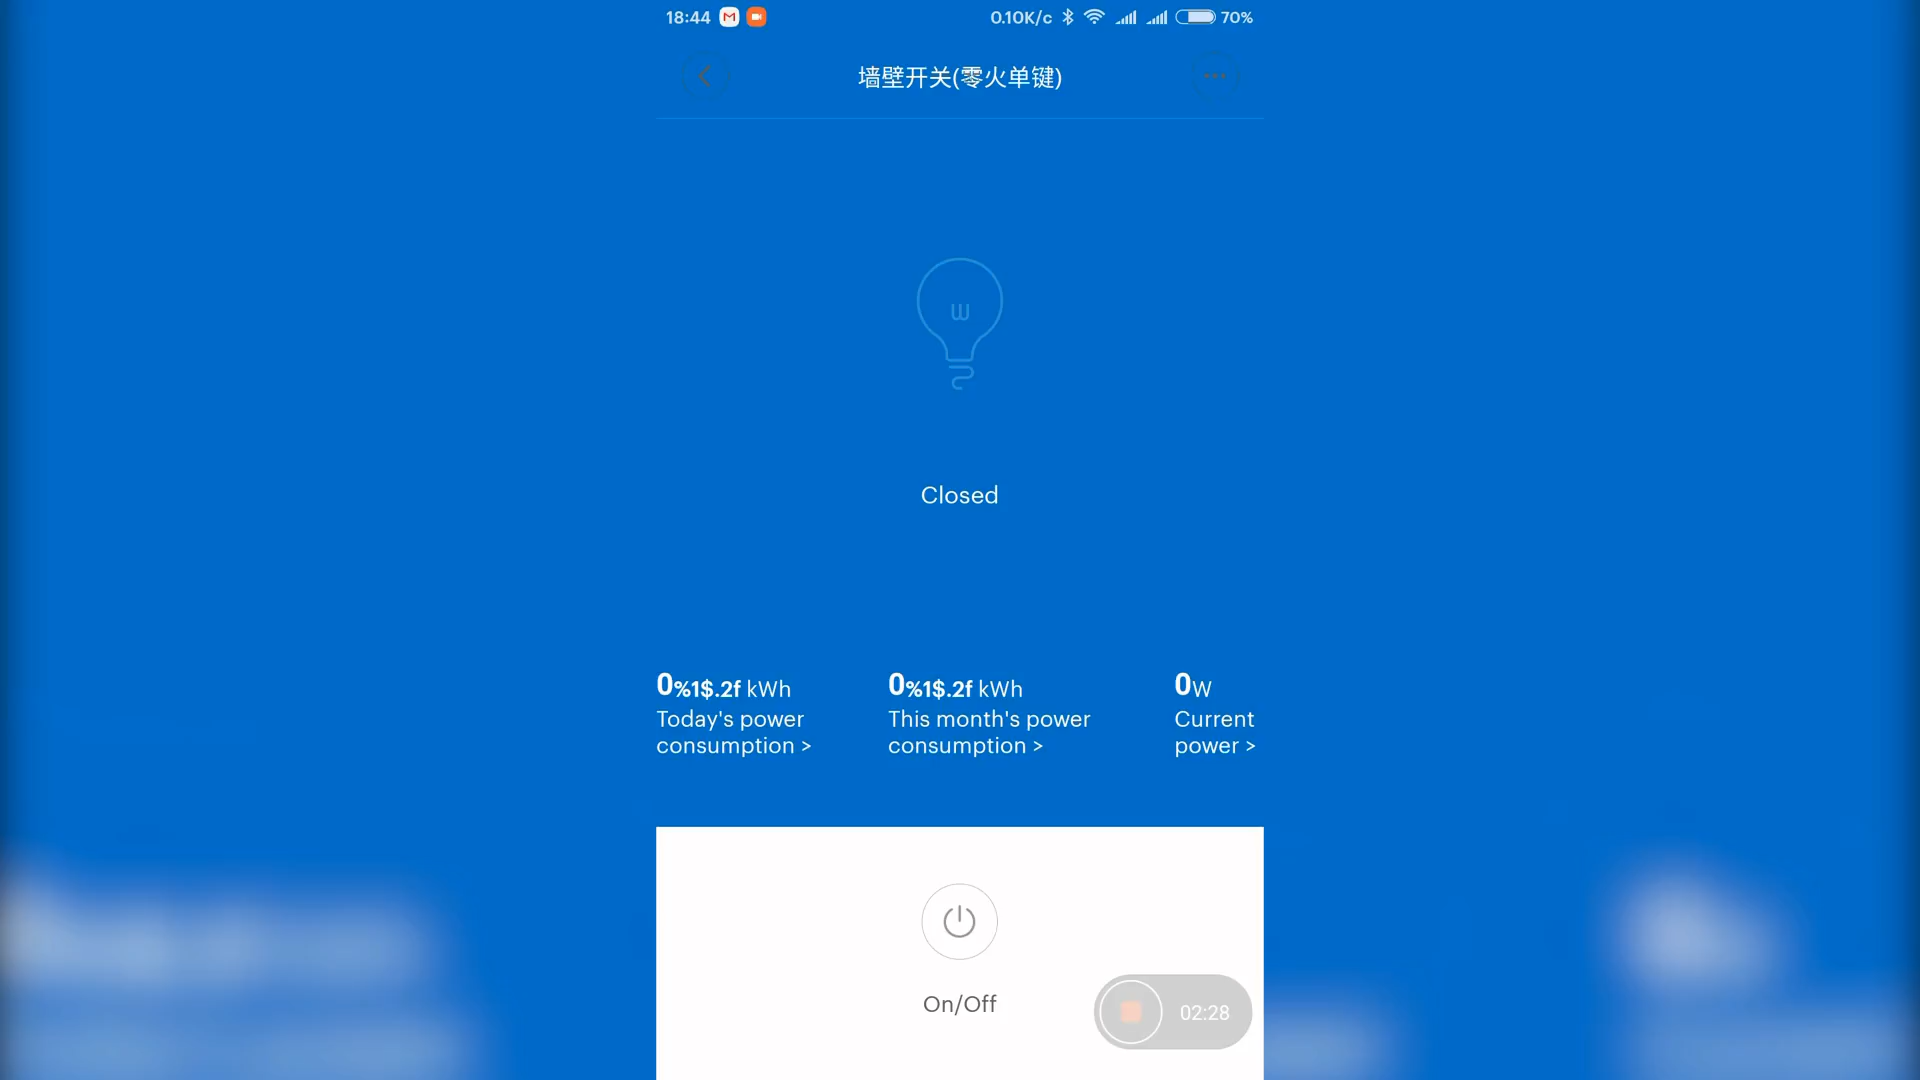 18:44 0.10K/c 70%
墙壁开关(零火单键)
Closed
0%1$.2f kWh 0%1$.2f kWh 0W
Today's power This month's power Current
consumption > consumption > power >
On/Off
02:28